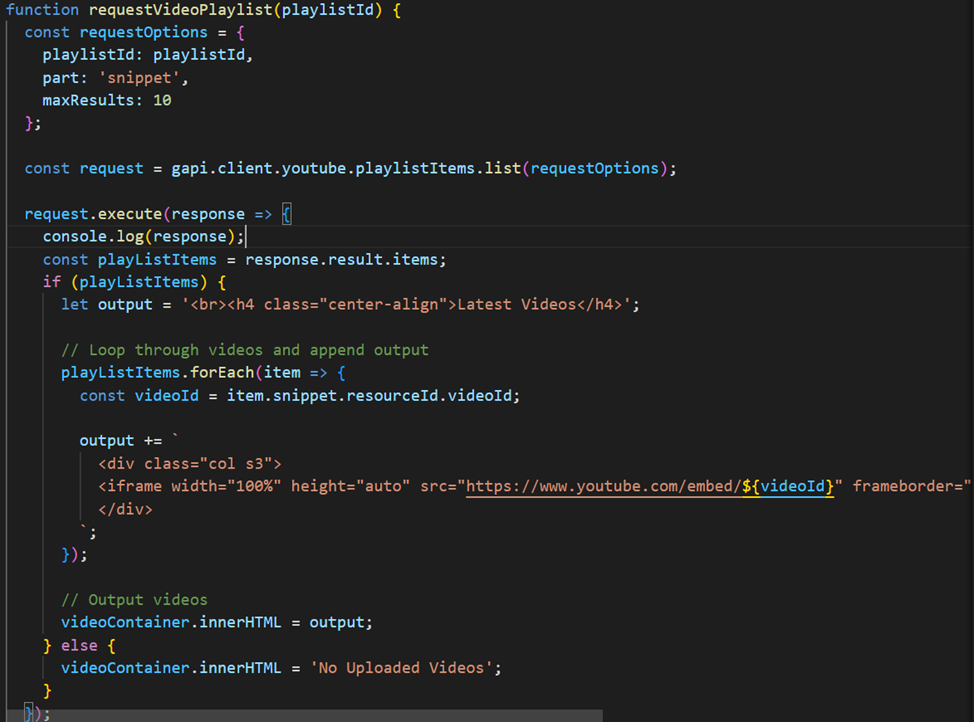 function requestVideoPlaylist(playlistId) {
const requestOptions = {
playlistId: playlistId,
part: 'snippet',
maxResults: 10
};
const request = gapi.client.youtube.playlistItems.list(requestOptions);
request.execute(response => {
console.log(response);
const playListItems = response.result.items;
if (playListItems) {
let output = '<br><h4 class="center-align">Latest Videos</h4>';
// Loop through videos and append output
playListItems.forEach(item => {
const videoId = item.snippet.resourceId.videoId;
output += `
<div class="col s3">
<iframe width="100%" height="auto" src="https://www.youtube.com/embed/${videoId}" frameborder="
</div>
`;
});
// Output videos
videoContainer.innerHTML = output;
} else {
videoContainer.innerHTML = 'No Uploaded Videos';
}
});